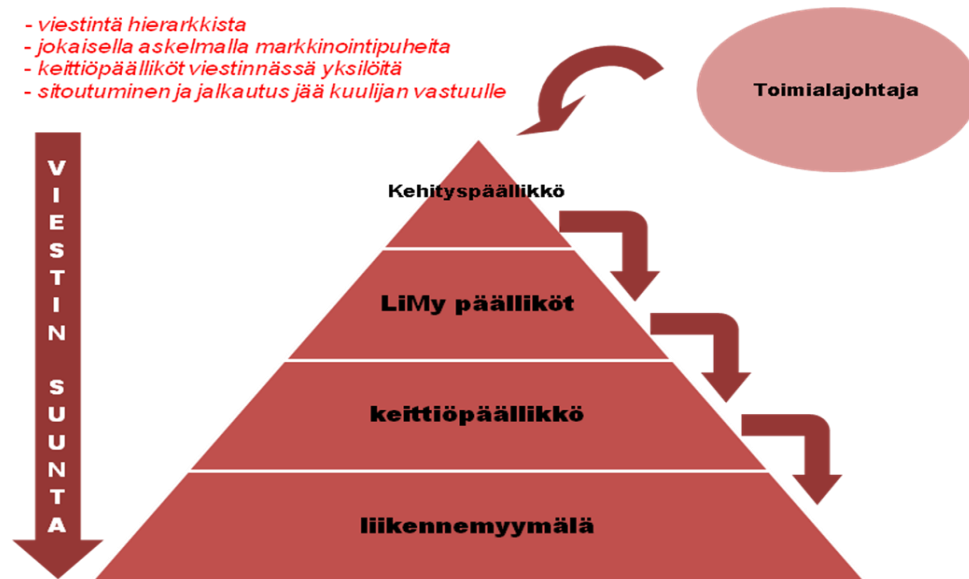 - viestintä hierarkkista
- jokaisella askelmalla markkinointipuheita
- keittiöpäälliköt viestinnässä yksilöitä
- sitoutuminen ja jalkautus jää kuulijan vastuulle
Toimialajohtaja
VIESTIN SUUNTA
Kehityspäällikkö
LiMy päälliköt
keittiöpäällikkö
liikennemyymälä